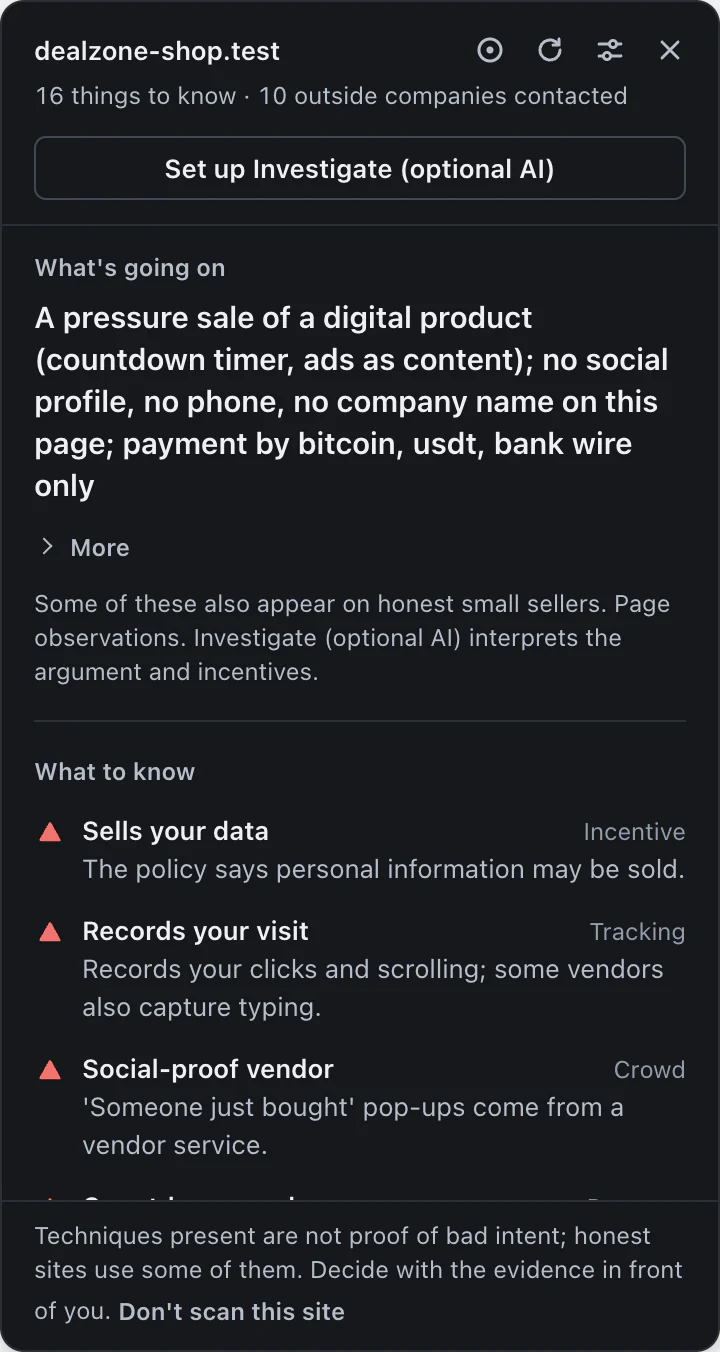 dealzone-shop.test
16 things to know · 10 outside companies contacted
Set up Investigate (optional AI)
What's going on
A pressure sale of a digital product
(countdown timer, ads as content); no social
profile, no phone, no company name on this
page; payment by bitcoin, usdt, bank wire
only
More
Some of these also appear on honest small sellers. Page
observations. Investigate (optional AI) interprets the
argument and incentives.
What to know
Sells your data Incentive
The policy says personal information may be sold.
Records your visit Tracking
Records your clicks and scrolling; some vendors
also capture typing.
Social-proof vendor Crowd
'Someone just bought' pop-ups come from a
vendor service.
Techniques present are not proof of bad intent; honest
sites use some of them. Decide with the evidence in front
of you. Don't scan this site